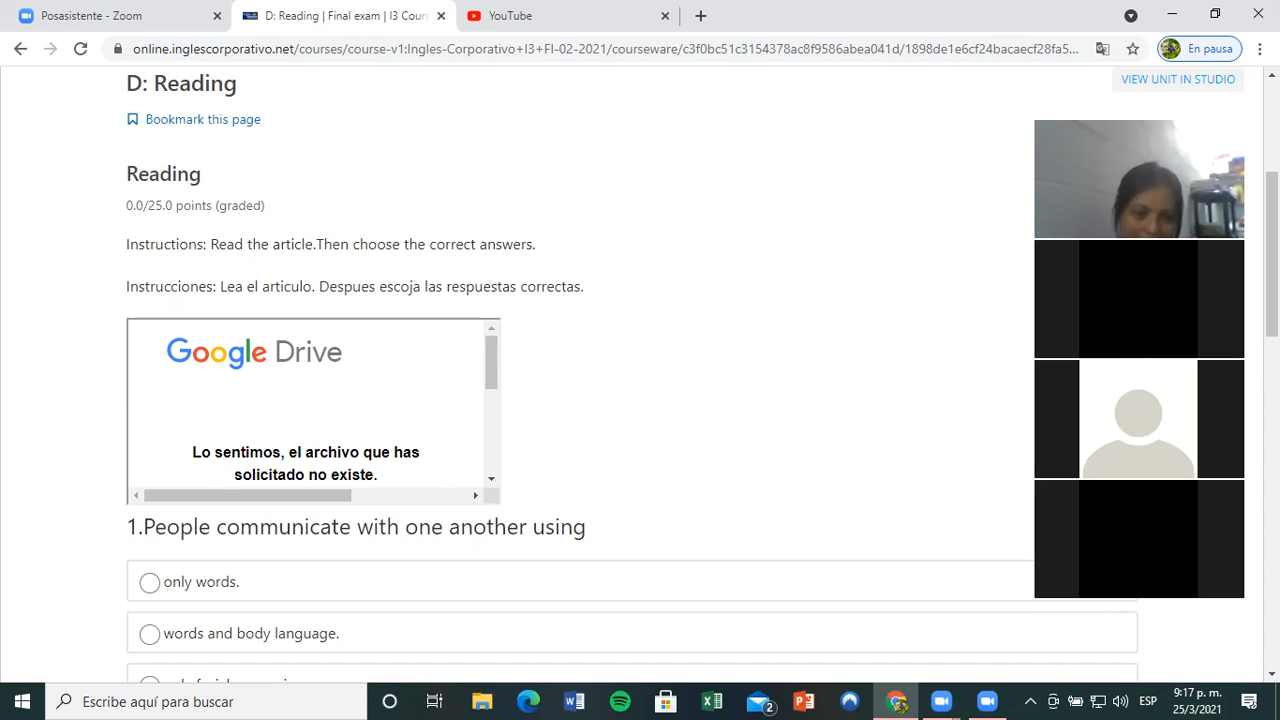 Posasistente - Zoom
D: Reading | Final exam | I3 Cours
YouTube
online.inglescorporativo.net/courses/course-v1:Ingles-Corporativo+I3+FI-02-2021/courseware/c3f0bc51c3154378ac8f9586abea041d/1898de1e6cf24bacaecf28fa5...
En pausa
D: Reading
VIEW UNIT IN STUDIO
Bookmark this page
Reading
0.0/25.0 points (graded)
Instructions: Read the article.Then choose the correct answers.
Instrucciones: Lea el articulo. Despues escoja las respuestas correctas.
Google Drive
Lo sentimos, el archivo que has
solicitado no existe.
1.People communicate with one another using
only words.
words and body language.
Escribe aquí para buscar
2
ESP
9:17 p. m.
25/3/2021